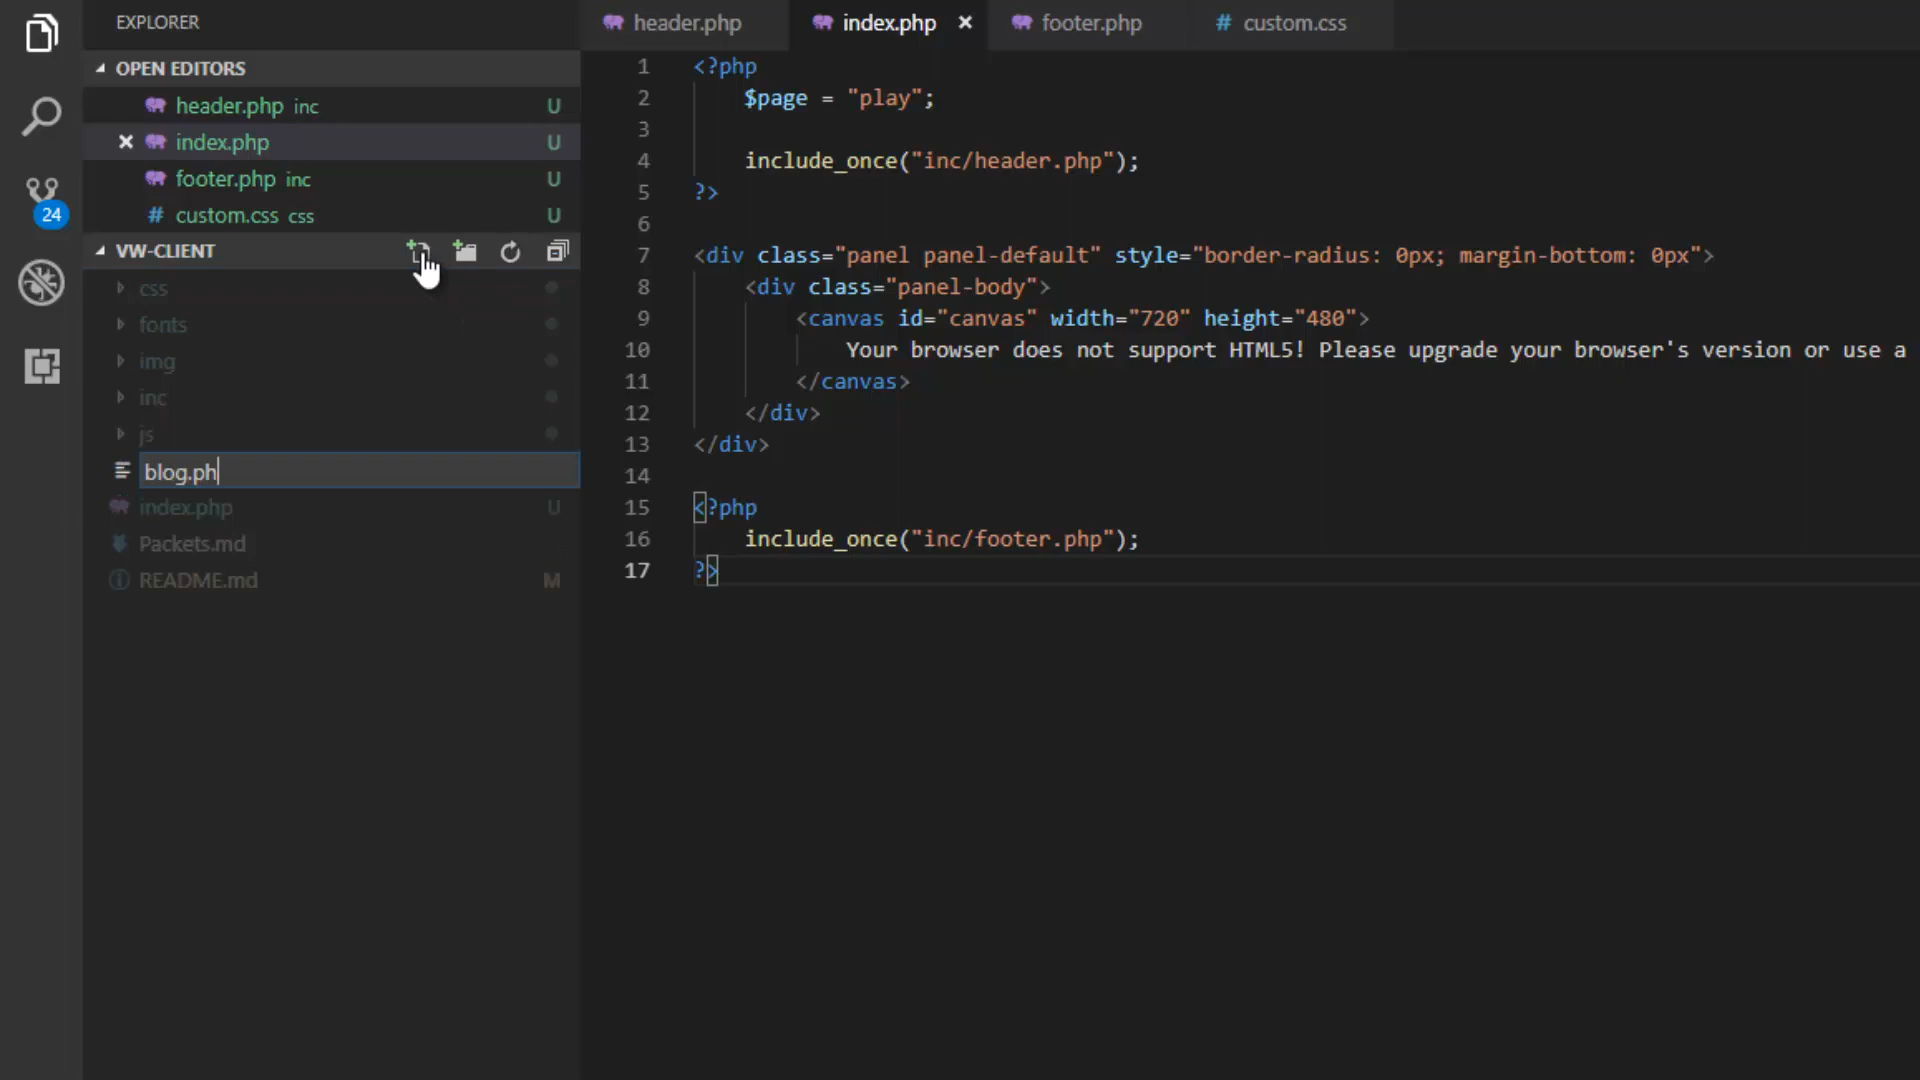 EXPLORER
OPEN EDITORS
header.php inc U
index.php U
footer.php inc U
custom.css css U
24
VW-CLIENT
css
fonts
img
inc
js
blog.ph
index.php U
Packets.md
README.md M
header.php
index.php
footer.php
# custom.css
1 <?php
2 $page = "play";
3
4 include_once("inc/header.php");
5 ?>
6
7 <div class="panel panel-default" style="border-radius: 0px; margin-bottom: 0px">
8 <div class="panel-body">
9 <canvas id="canvas" width="720" height="480">
10 Your browser does not support HTML5! Please upgrade your browser's version or use a
11 </canvas>
12 </div>
13 </div>
14
15 <?php
16 include_once("inc/footer.php");
17 ?>